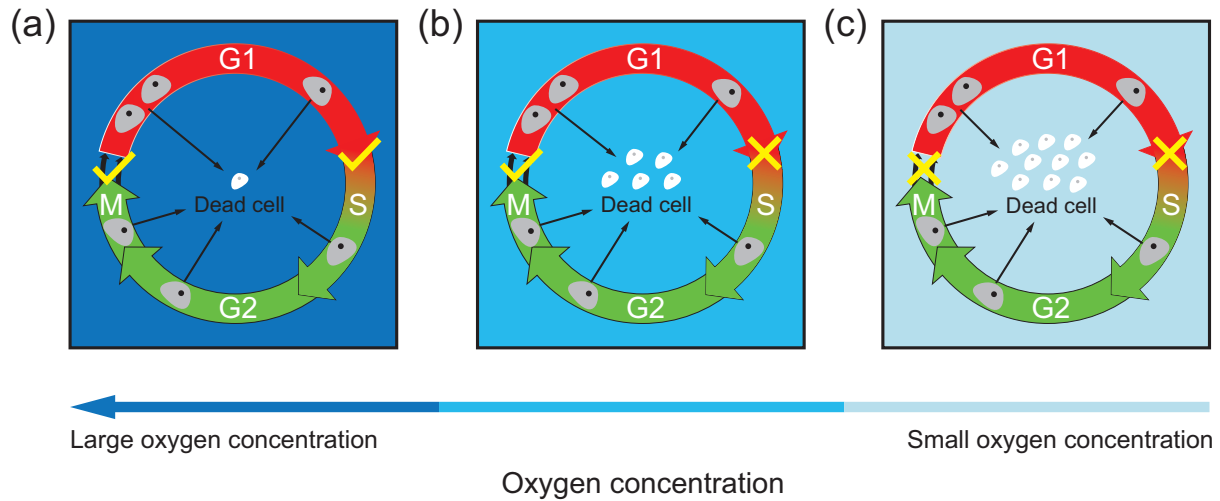 (a)
G1
S
G2
M
Dead cell
(b)
G1
S
G2
M
Dead cell
(c)
G1
S
G2
M
Dead cell
Large oxygen concentration
Small oxygen concentration
Oxygen concentration